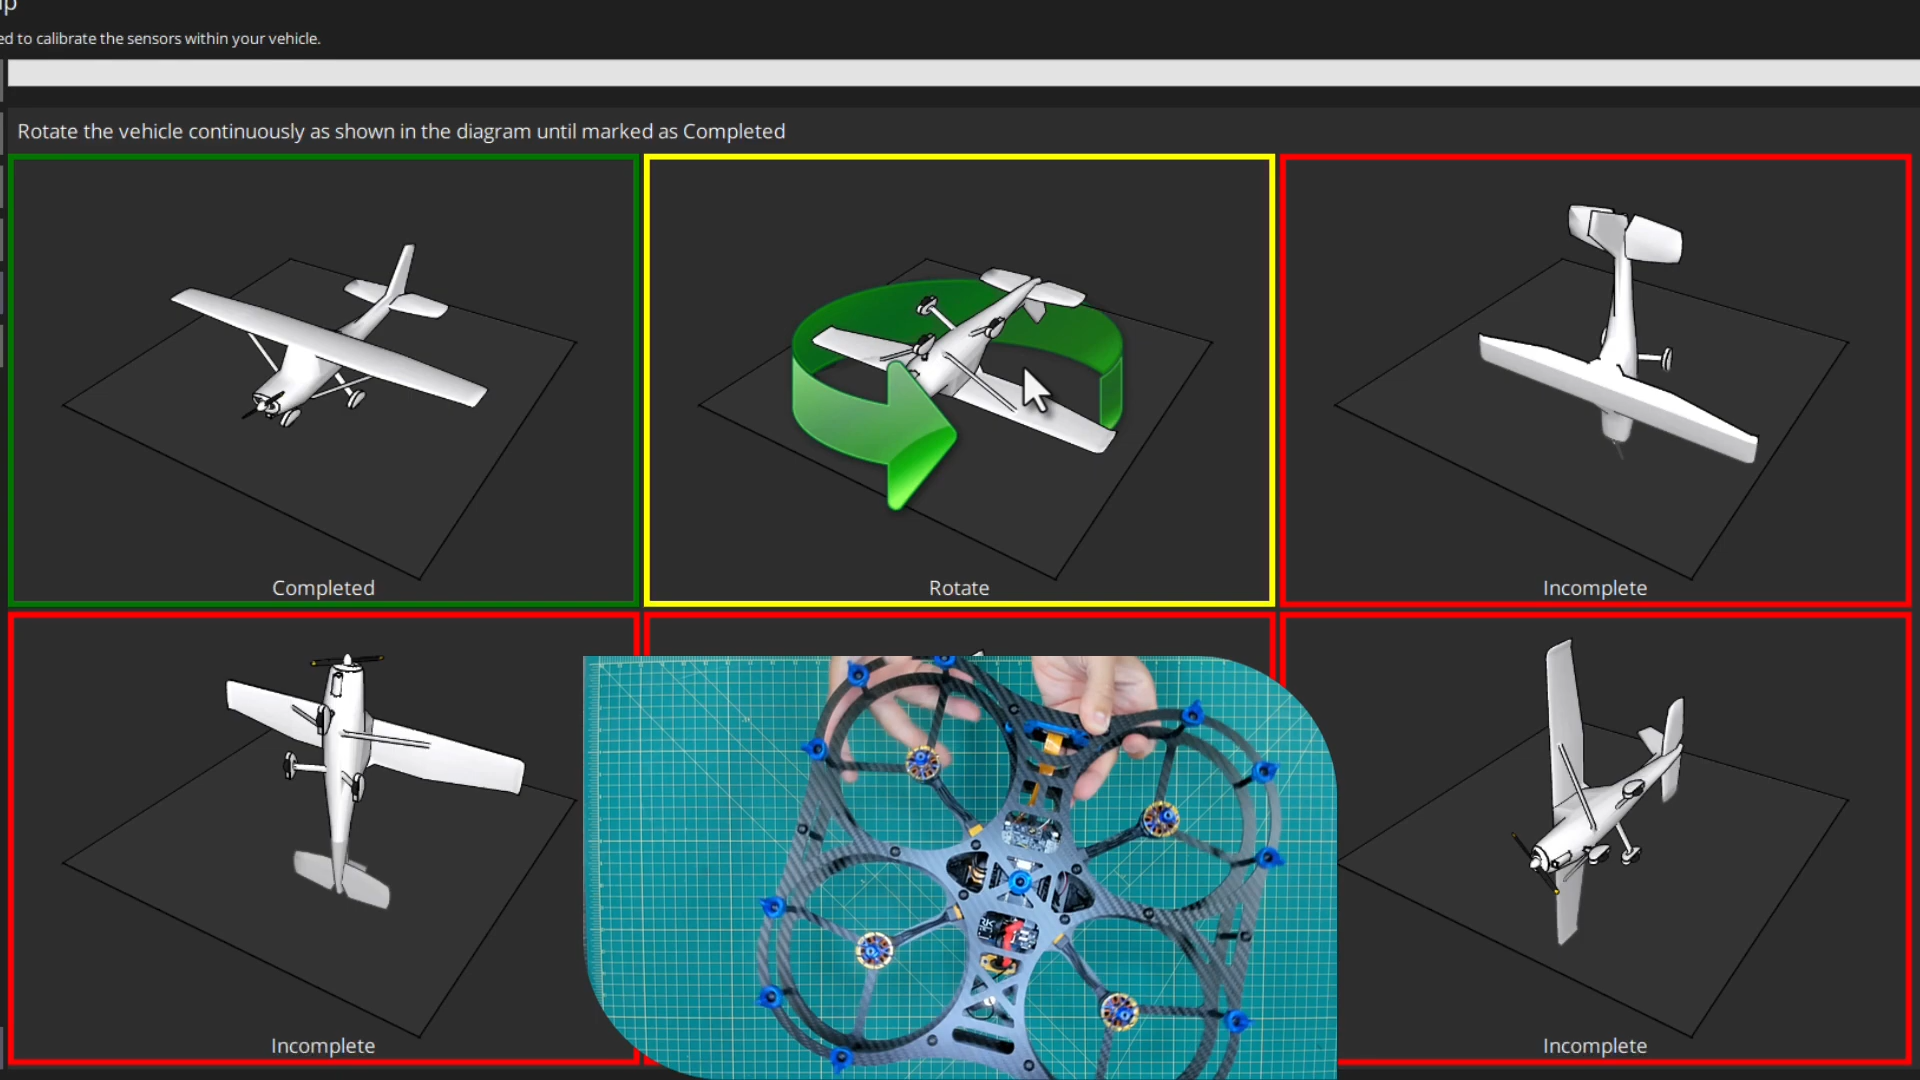 ed to calibrate the sensors within your vehicle.
Rotate the vehicle continuously as shown in the diagram until marked as Completed
Completed
Rotate
Incomplete
Incomplete
Incomplete